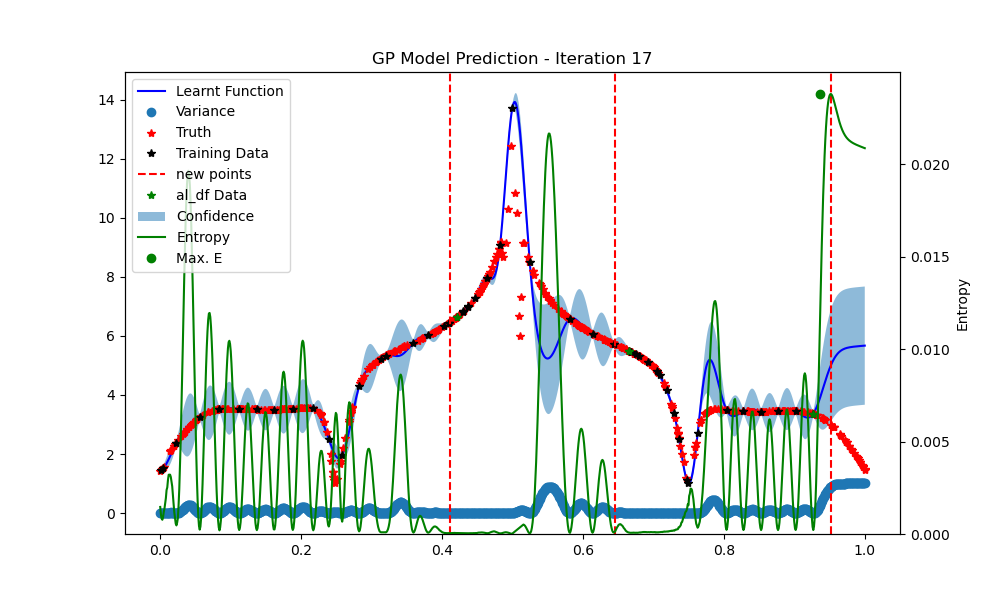 GP Model Prediction - Iteration 17
Learnt Function
Variance
Truth
Training Data
new points
al_df Data
Confidence
Entropy
Max. E
14
12
10
8
6
4
2
0
0.020
0.015
0.010
0.005
0.000
Entropy
0.0
0.2
0.4
0.6
0.8
1.0